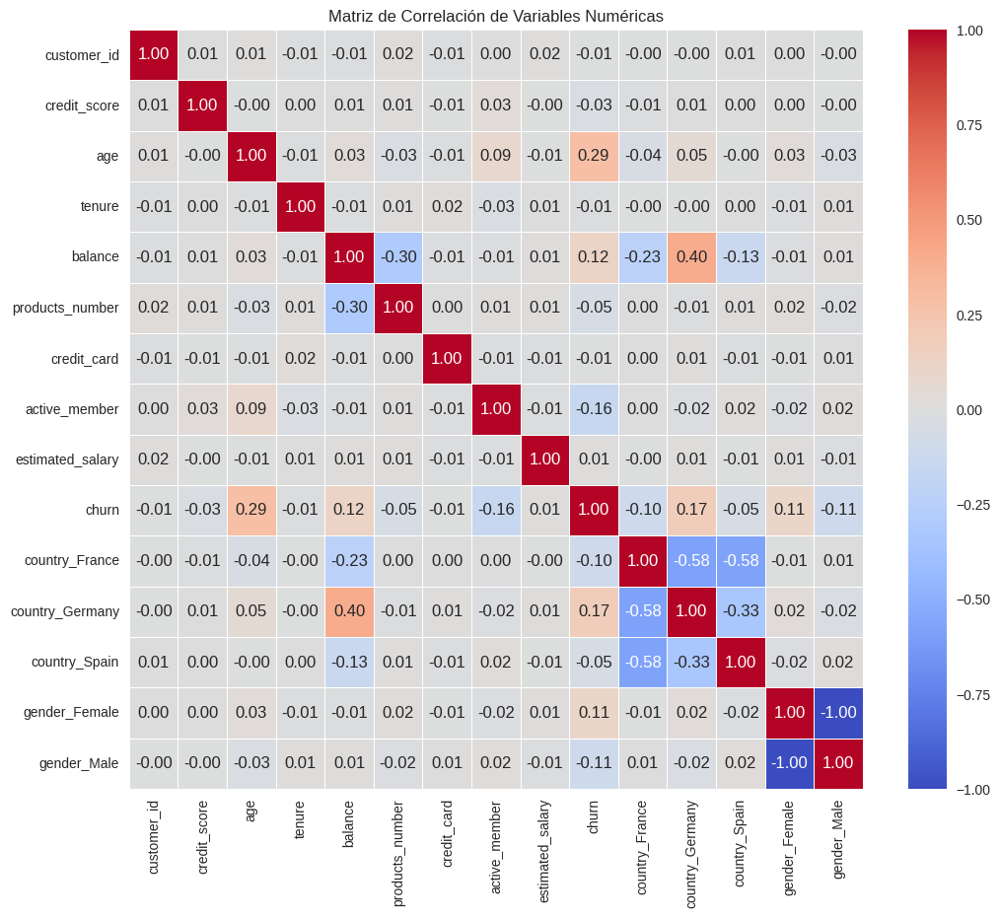 Matriz de Correlación de Variables Numéricas
customer_id 1.00 0.01 0.01 -0.01 -0.01 0.02 -0.01 0.00 0.02 -0.01 -0.00 -0.00 0.01 0.00 -0.00
credit_score 0.01 1.00 -0.00 0.00 0.01 0.01 -0.01 0.03 -0.00 -0.03 -0.01 0.01 0.00 0.00 -0.00
age 0.01 -0.00 1.00 -0.01 0.03 -0.03 -0.01 0.09 -0.01 0.29 -0.04 0.05 -0.00 0.03 -0.03
tenure -0.01 0.00 -0.01 1.00 -0.01 0.01 0.02 -0.03 0.01 -0.01 -0.00 -0.00 0.00 -0.01 0.01
balance -0.01 0.01 0.03 -0.01 1.00 -0.30 -0.01 -0.01 0.01 0.12 -0.23 0.40 -0.13 -0.01 0.01
products_number 0.02 0.01 -0.03 0.01 -0.30 1.00 0.00 0.01 0.01 -0.05 0.00 -0.01 0.01 0.02 -0.02
credit_card -0.01 -0.01 -0.01 0.02 -0.01 0.00 1.00 -0.01 -0.01 -0.01 0.00 0.01 -0.01 -0.01 0.01
active_member 0.00 0.03 0.09 -0.03 -0.01 0.01 -0.01 1.00 -0.01 -0.16 0.00 -0.02 0.02 -0.02 0.02
estimated_salary 0.02 -0.00 -0.01 0.01 0.01 0.01 -0.01 -0.01 1.00 0.01 -0.00 0.01 -0.01 0.01 -0.01
churn -0.01 -0.03 0.29 -0.01 0.12 -0.05 -0.01 -0.16 0.01 1.00 -0.10 0.17 -0.05 0.11 -0.11
country_France -0.00 -0.01 -0.04 -0.00 -0.23 0.00 0.00 0.00 -0.00 -0.10 1.00 -0.58 -0.58 -0.01 0.01
country_Germany -0.00 0.01 0.05 -0.00 0.40 -0.01 0.01 -0.02 0.01 0.17 -0.58 1.00 -0.33 0.02 -0.02
country_Spain 0.01 0.00 -0.00 0.00 -0.13 0.01 -0.01 0.02 -0.01 -0.05 -0.58 -0.33 1.00 -0.02 0.02
gender_Female 0.00 0.00 0.03 -0.01 -0.01 0.02 -0.01 -0.02 0.01 0.11 -0.01 0.02 -0.02 1.00 -1.00
gender_Male -0.00 -0.00 -0.03 0.01 0.01 -0.02 0.01 0.02 -0.01 -0.11 0.01 -0.02 0.02 -1.00 1.00
customer_id
credit_score
age
tenure
balance
products_number
credit_card
active_member
estimated_salary
churn
country_France
country_Germany
country_Spain
gender_Female
gender_Male
1.00
0.75
0.50
0.25
0.00
−0.25
−0.50
−0.75
−1.00